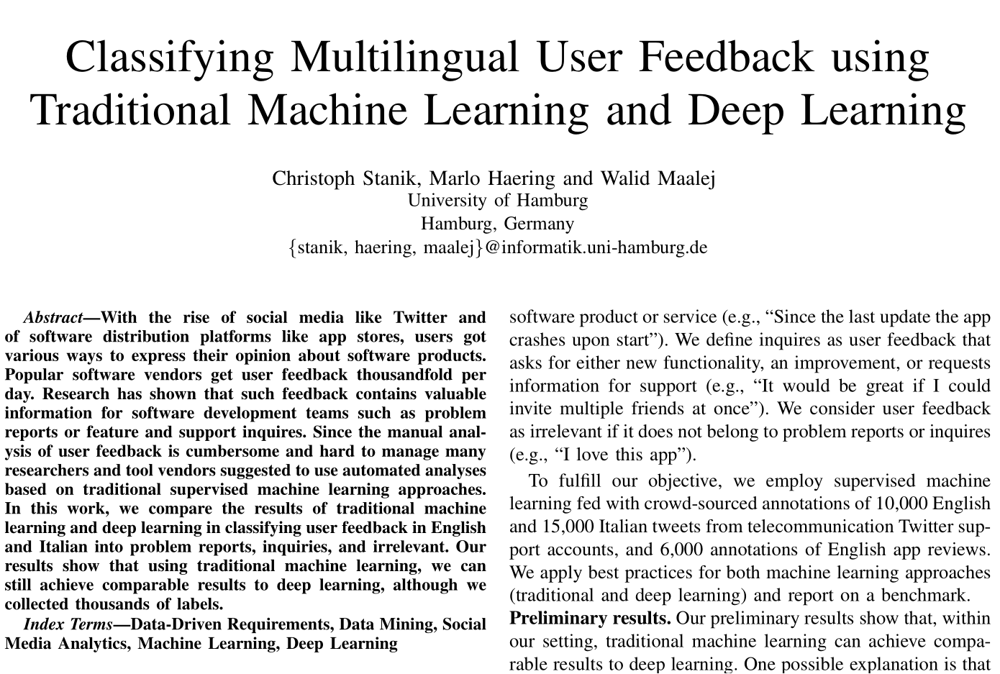 Classifying Multilingual User Feedback using
Traditional Machine Learning and Deep Learning
Christoph Stanik, Marlo Haering and Walid Maalej
University of Hamburg
Hamburg, Germany
{stanik, haering, maalej}@informatik.uni-hamburg.de
Abstract—With the rise of social media like Twitter and
of software distribution platforms like app stores, users got
various ways to express their opinion about software products.
Popular software vendors get user feedback thousandfold per
day. Research has shown that such feedback contains valuable
information for software development teams such as problem
reports or feature and support inquires. Since the manual anal-
ysis of user feedback is cumbersome and hard to manage many
researchers and tool vendors suggested to use automated analyses
based on traditional supervised machine learning approaches.
In this work, we compare the results of traditional machine
learning and deep learning in classifying user feedback in English
and Italian into problem reports, inquiries, and irrelevant. Our
results show that using traditional machine learning, we can
still achieve comparable results to deep learning, although we
collected thousands of labels.
Index Terms—Data-Driven Requirements, Data Mining, Social
Media Analytics, Machine Learning, Deep Learning
software product or service (e.g., “Since the last update the app
crashes upon start”). We define inquires as user feedback that
asks for either new functionality, an improvement, or requests
information for support (e.g., “It would be great if I could
invite multiple friends at once”). We consider user feedback
as irrelevant if it does not belong to problem reports or inquires
(e.g., “I love this app”).
To fulfill our objective, we employ supervised machine
learning fed with crowd-sourced annotations of 10,000 English
and 15,000 Italian tweets from telecommunication Twitter sup-
port accounts, and 6,000 annotations of English app reviews.
We apply best practices for both machine learning approaches
(traditional and deep learning) and report on a benchmark.
Preliminary results. Our preliminary results show that, within
our setting, traditional machine learning can achieve compa-
rable results to deep learning. One possible explanation is that